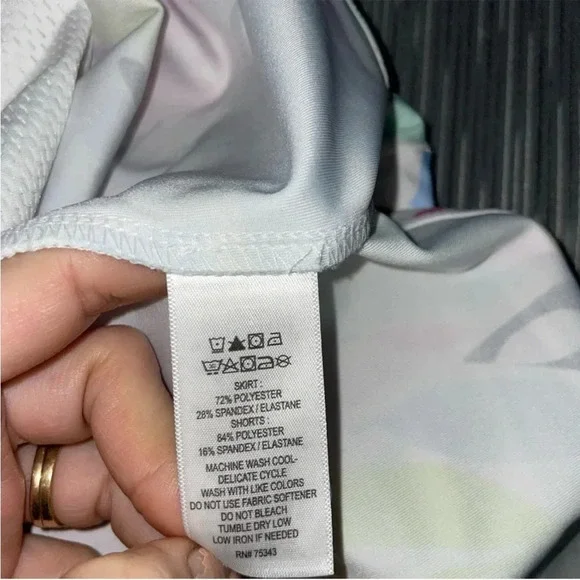 SKIRT :
72% POLYESTER
28% SPANDEX / ELASTANE
SHORTS :
84% POLYESTER
16% SPANDEX / ELASTANE
MACHINE WASH COOL-
DELICATE CYCLE
WASH WITH LIKE COLORS
DO NOT USE FABRIC SOFTENER
DO NOT BLEACH
TUMBLE DRY LOW
LOW IRON IF NEEDED
RN# 75343